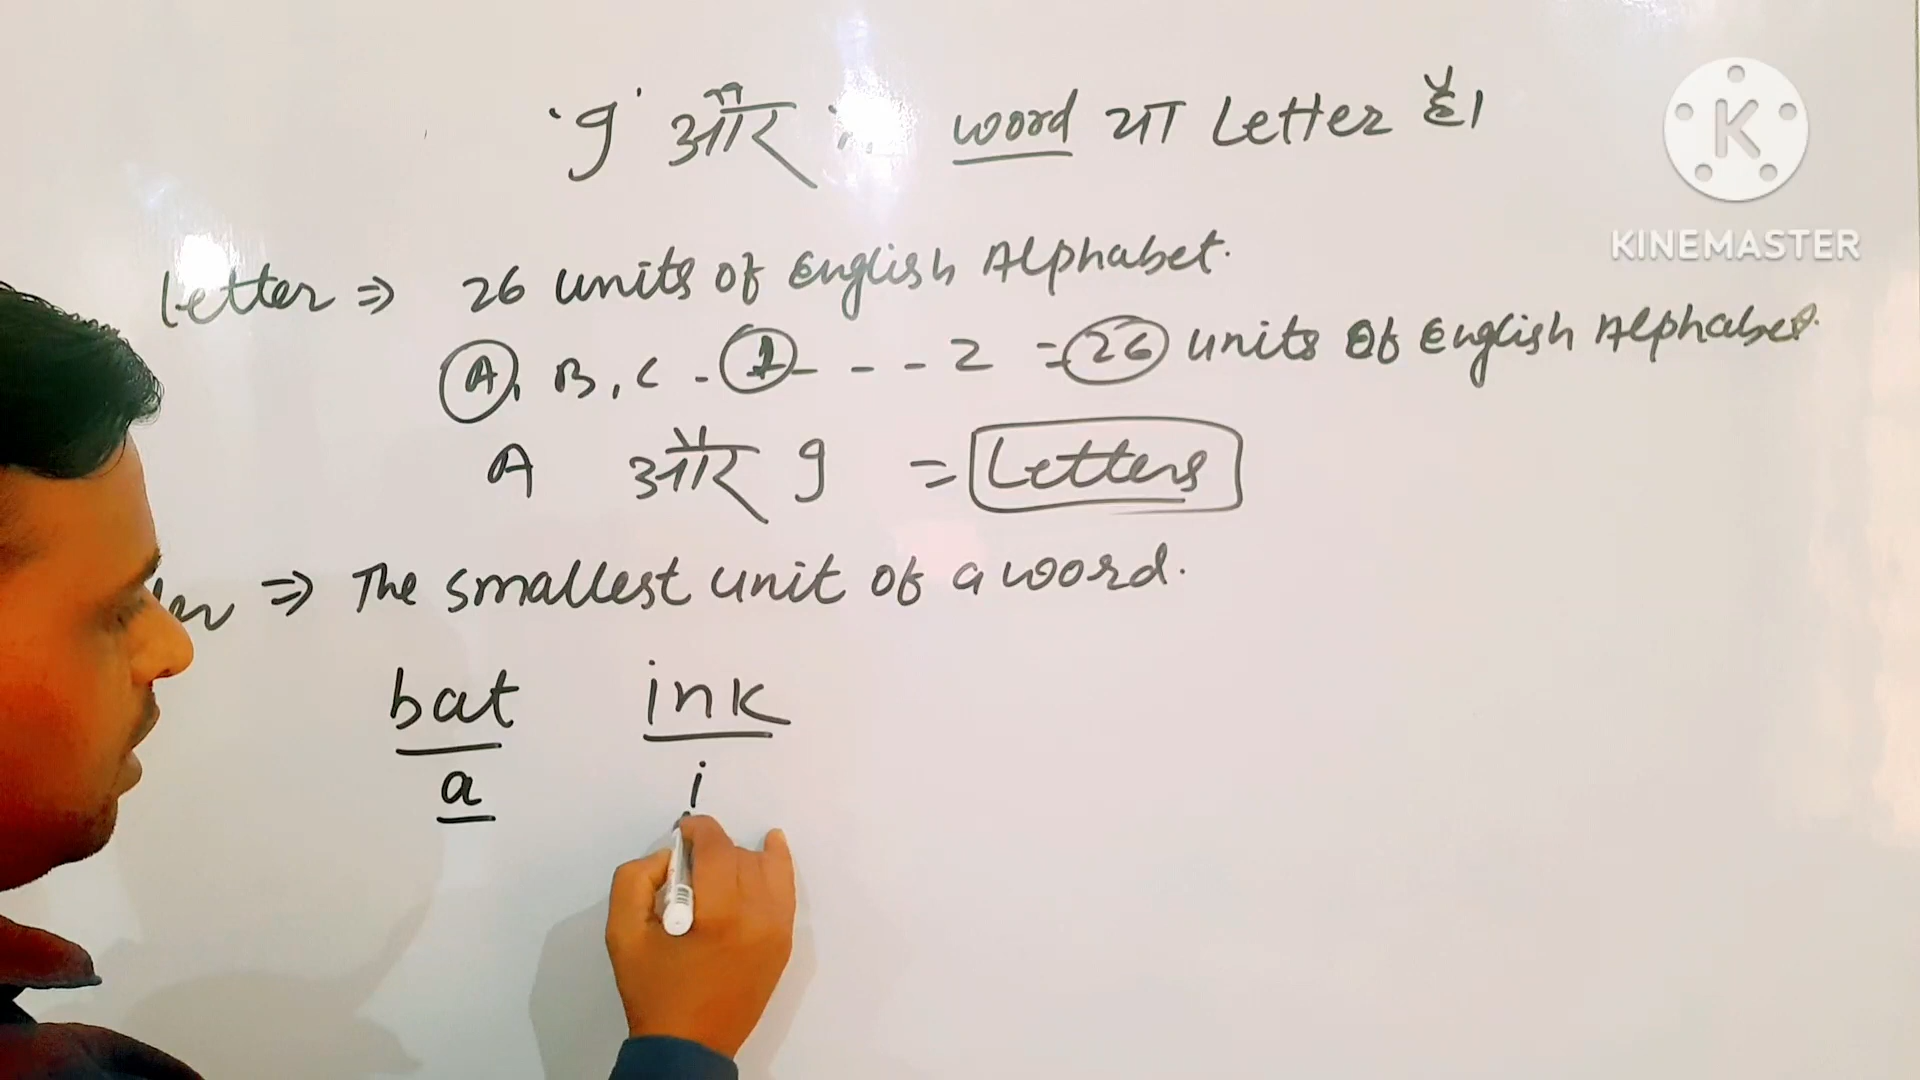 'I' और word या Letter हैं।
Letter ⇒ 26 units of English Alphabet.
A, B, C - I - - - Z = 26 units of English Alphabet.
A और I = Letters
⇒ The smallest unit of a word.
bat ink
a i
K
KINEMASTER